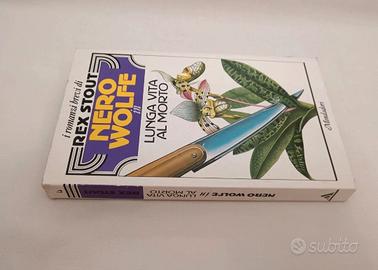 i romanzi brevi di
REX STOUT
NERO
WOLFE
in
LUNGA VITA
AL MORTO
Mondadori
3
REX STOUT
LUNGA VITA
AL MORTO
NERO WOLFE in
subito